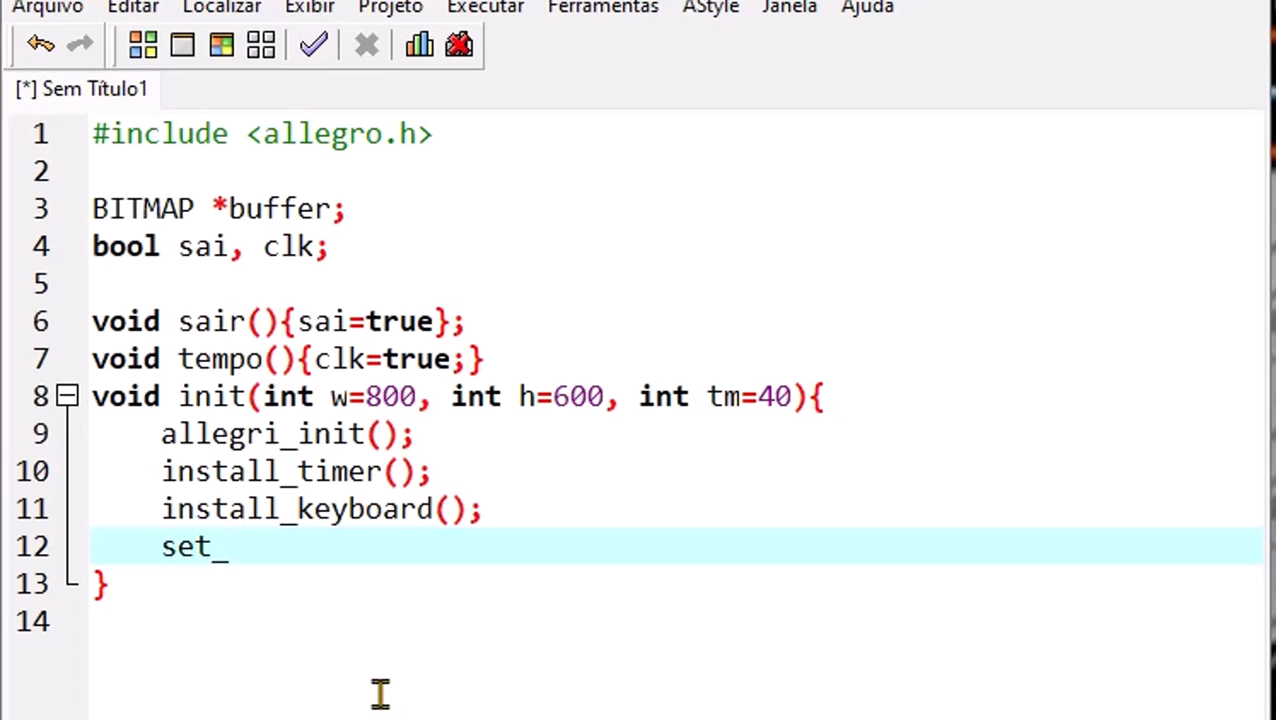 Arquivo Editar Localizar Exibir Projeto Executar Ferramentas AStyle Janela Ajuda
[*] Sem Título1
1 #include <allegro.h>
2
3 BITMAP *buffer;
4 bool sai, clk;
5
6 void sair(){sai=true};
7 void tempo(){clk=true;}
8 void init(int w=800, int h=600, int tm=40){
9 allegri_init();
10 install_timer();
11 install_keyboard();
12 set_
13 }
14